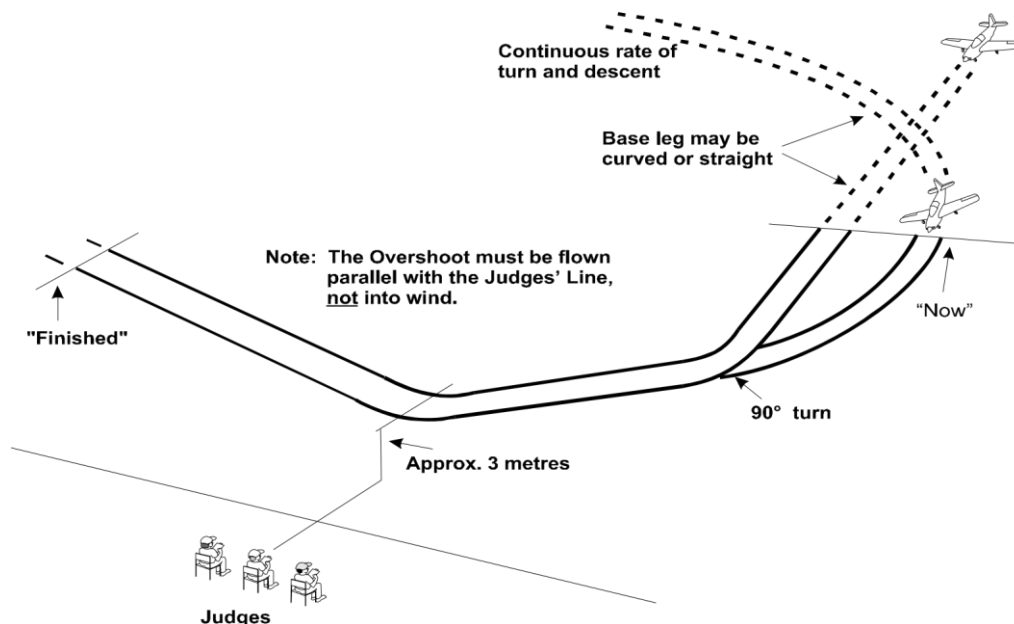 Continuous rate of
turn and descent
Base leg may be
curved or straight
Note: The Overshoot must be flown
parallel with the Judges' Line,
not into wind.
"Finished"
“Now”
90° turn
Approx. 3 metres
Judges